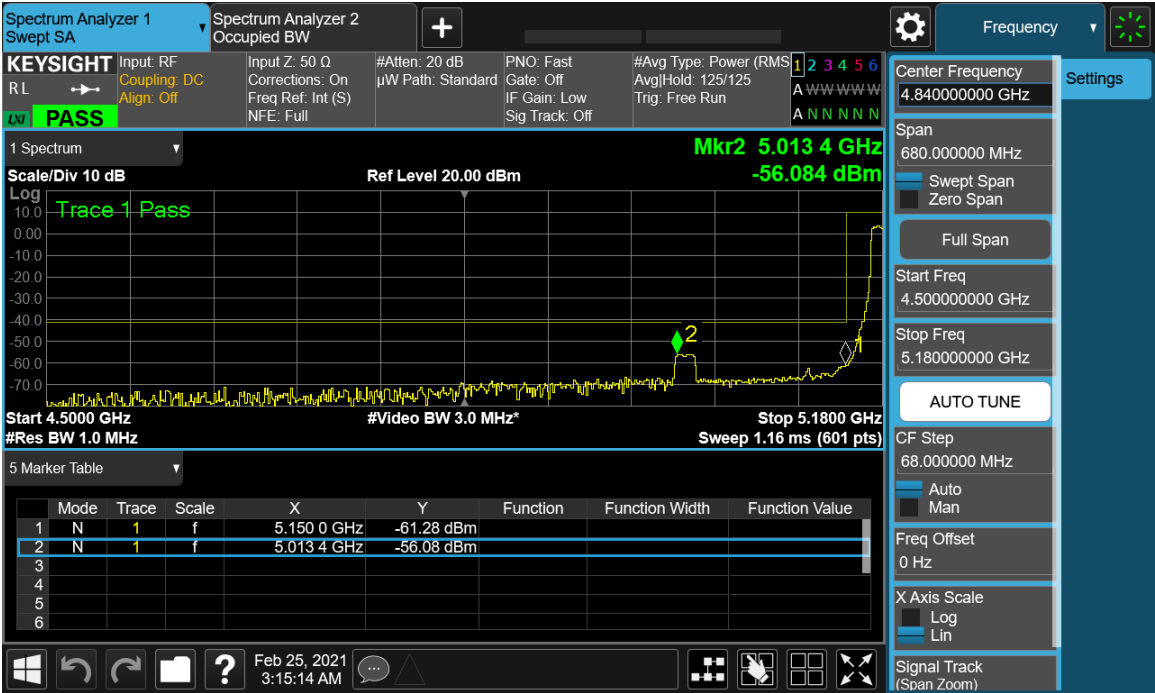 Spectrum Analyzer 1
Swept SA
Spectrum Analyzer 2
Occupied BW
Frequency
KEYSIGHT
RL
LXI PASS
Input: RF
Coupling: DC
Align: Off
Input Z: 50 Ω
Corrections: On
Freq Ref: Int (S)
NFE: Full
#Atten: 20 dB
µW Path: Standard
PNO: Fast
Gate: Off
IF Gain: Low
Sig Track: Off
#Avg Type: Power (RMS
Avg|Hold: 125/125
Trig: Free Run
1 2 3 4 5 6
A W W W W W
A N N N N N
1 Spectrum
Mkr2 5.013 4 GHz
-56.084 dBm
Scale/Div 10 dB
Ref Level 20.00 dBm
Log
Trace 1 Pass
10.0
0.00
-10.0
-20.0
-30.0
-40.0
-50.0
-60.0
-70.0
2
Start 4.5000 GHz
#Video BW 3.0 MHz*
Stop 5.1800 GHz
#Res BW 1.0 MHz
Sweep 1.16 ms (601 pts)
5 Marker Table
Mode Trace Scale X Y Function Function Width Function Value
1 N 1 f 5.150 0 GHz -61.28 dBm
2 N 1 f 5.013 4 GHz -56.08 dBm
3
4
5
6
?
Feb 25, 2021
3:15:14 AM
Center Frequency
4.840000000 GHz
Settings
Span
680.000000 MHz
Swept Span
Zero Span
Full Span
Start Freq
4.500000000 GHz
Stop Freq
5.180000000 GHz
AUTO TUNE
CF Step
68.000000 MHz
Auto
Man
Freq Offset
0 Hz
X Axis Scale
Log
Lin
Signal Track
(Span Zoom)